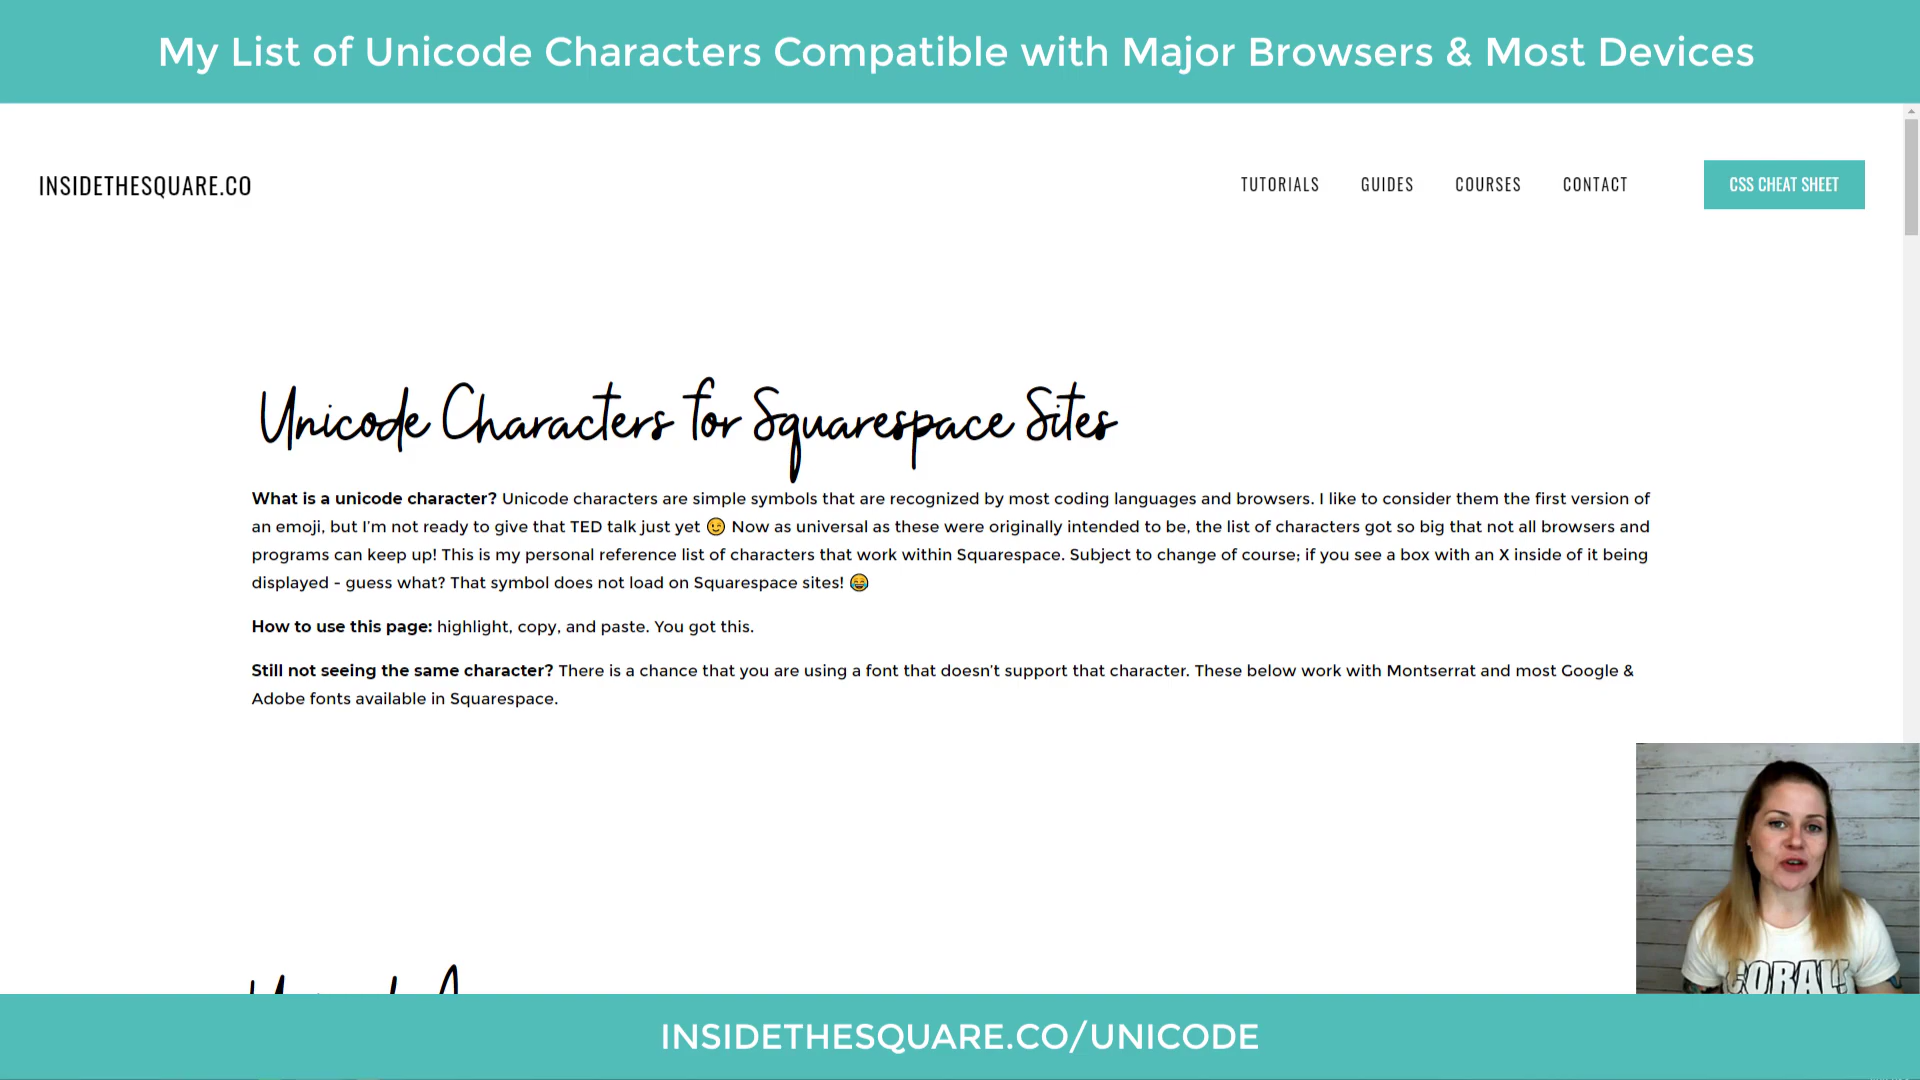 My List of Unicode Characters Compatible with Major Browsers & Most Devices
INSIDETHESQUARE.CO
TUTORIALS GUIDES COURSES CONTACT CSS CHEAT SHEET
Unicode Characters for Squarespace Sites
What is a unicode character? Unicode characters are simple symbols that are recognized by most coding languages and browsers. I like to consider them the first version of
an emoji, but I'm not ready to give that TED talk just yet 😉 Now as universal as these were originally intended to be, the list of characters got so big that not all browsers and
programs can keep up! This is my personal reference list of characters that work within Squarespace. Subject to change of course; if you see a box with an X inside of it being
displayed - guess what? That symbol does not load on Squarespace sites! 😂
How to use this page: highlight, copy, and paste. You got this.
Still not seeing the same character? There is a chance that you are using a font that doesn't support that character. These below work with Montserrat and most Google &
Adobe fonts available in Squarespace.
INSIDETHESQUARE.CO/UNICODE